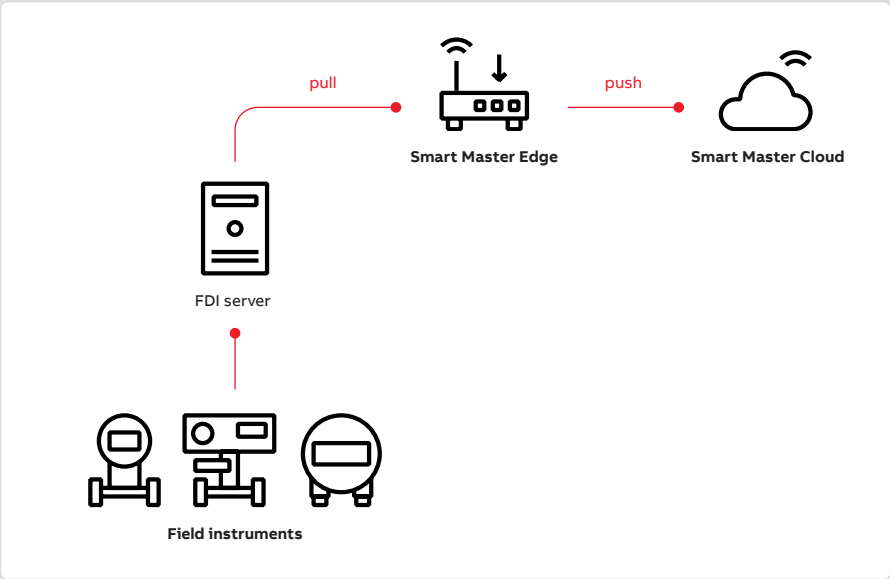 pull
push
Smart Master Edge
Smart Master Cloud
FDI server
Field instruments